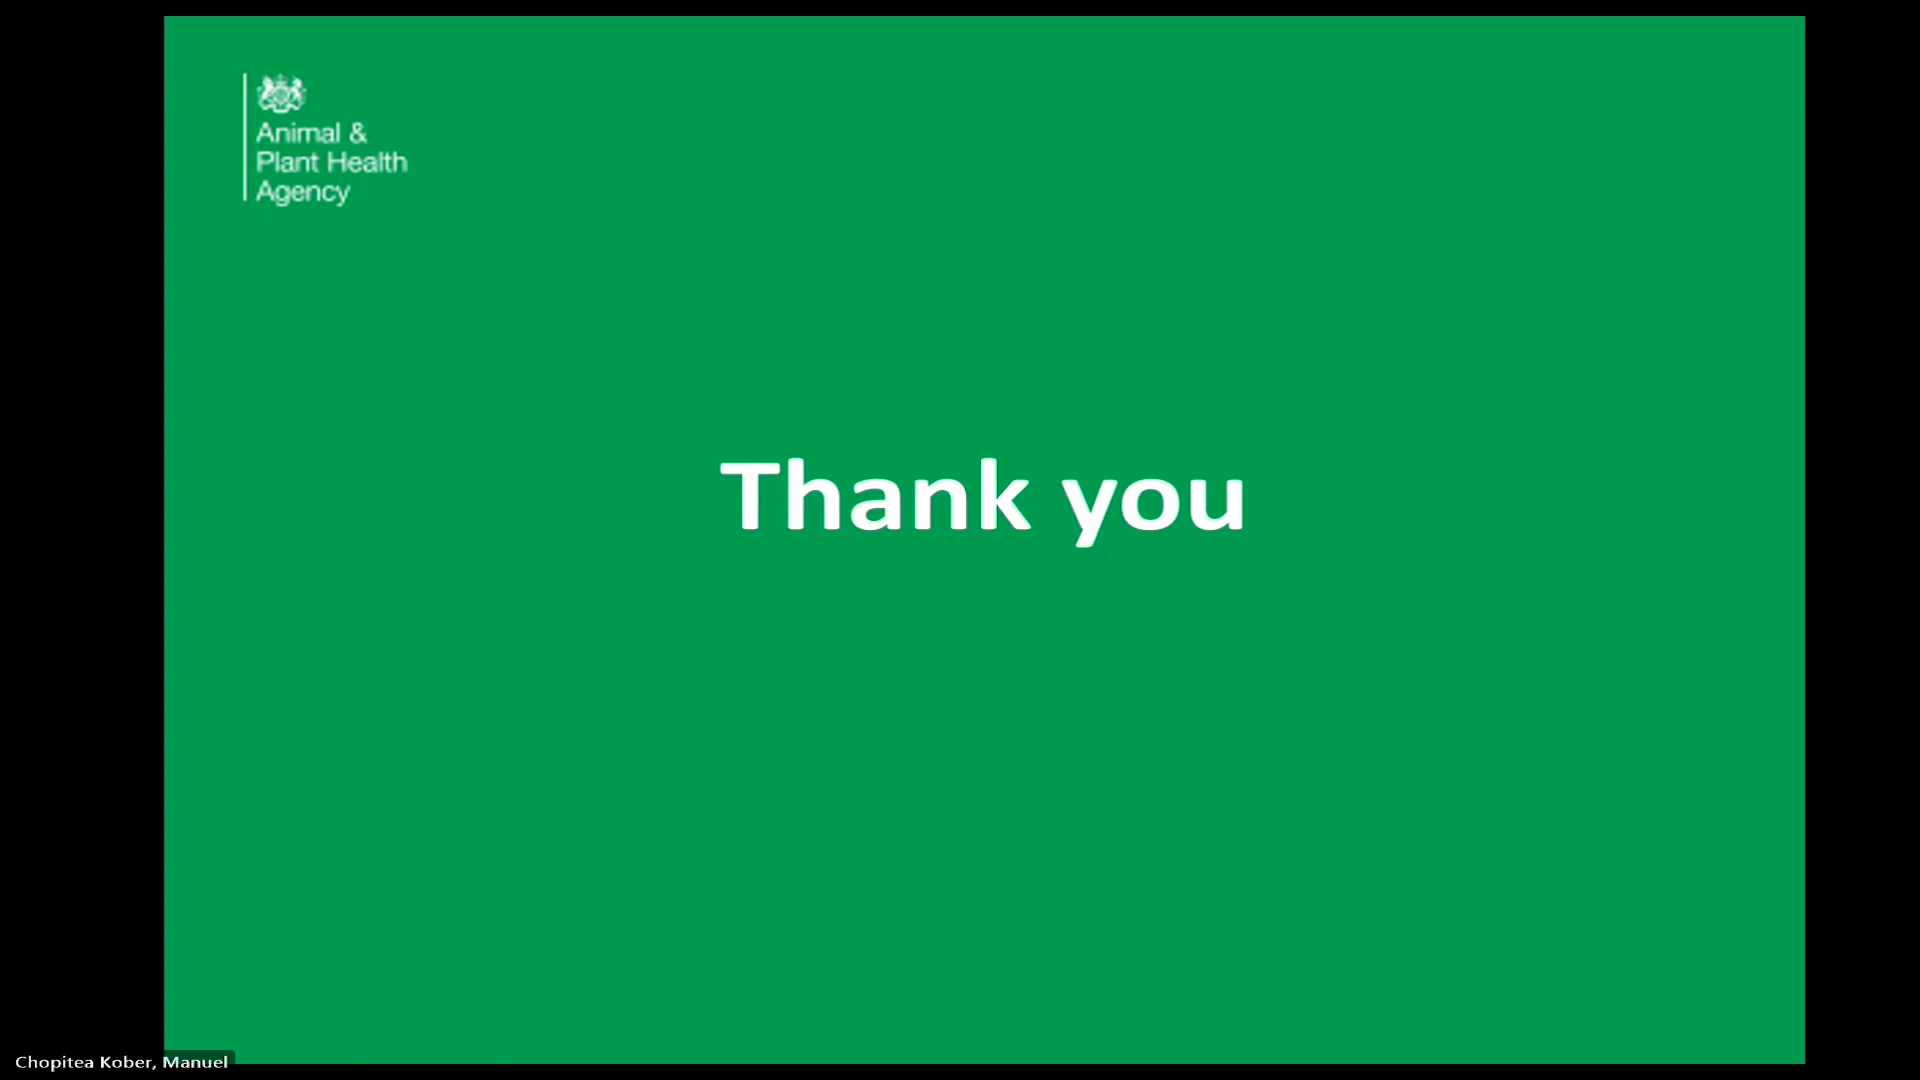 Animal &
Plant Health
Agency
Thank you
Chopitea Kober, Manuel